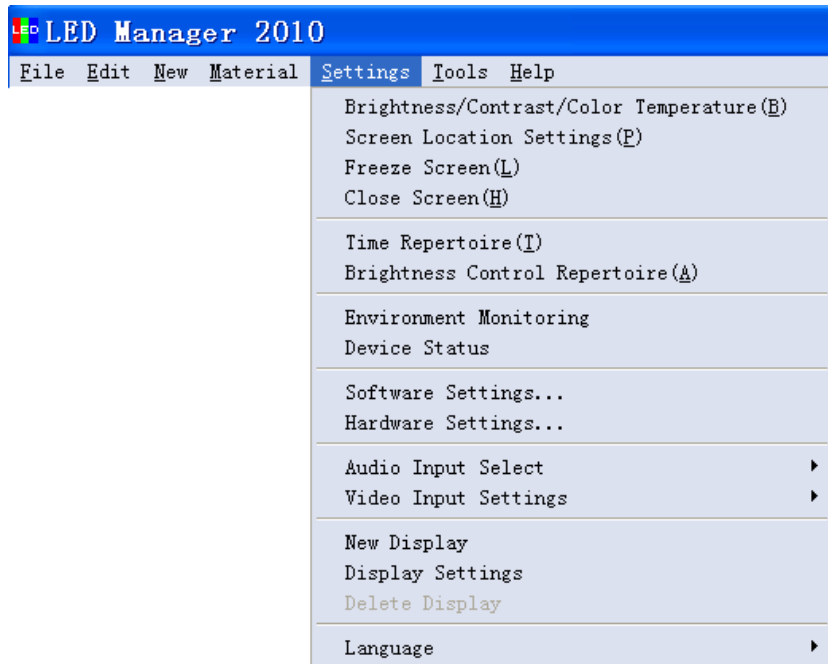 LED LED Manager 2010
File Edit New Material Settings Tools Help
Brightness/Contrast/Color Temperature(B)
Screen Location Settings(P)
Freeze Screen(L)
Close Screen(H)
Time Repertoire(T)
Brightness Control Repertoire(A)
Environment Monitoring
Device Status
Software Settings...
Hardware Settings...
Audio Input Select
Video Input Settings
New Display
Display Settings
Delete Display
Language